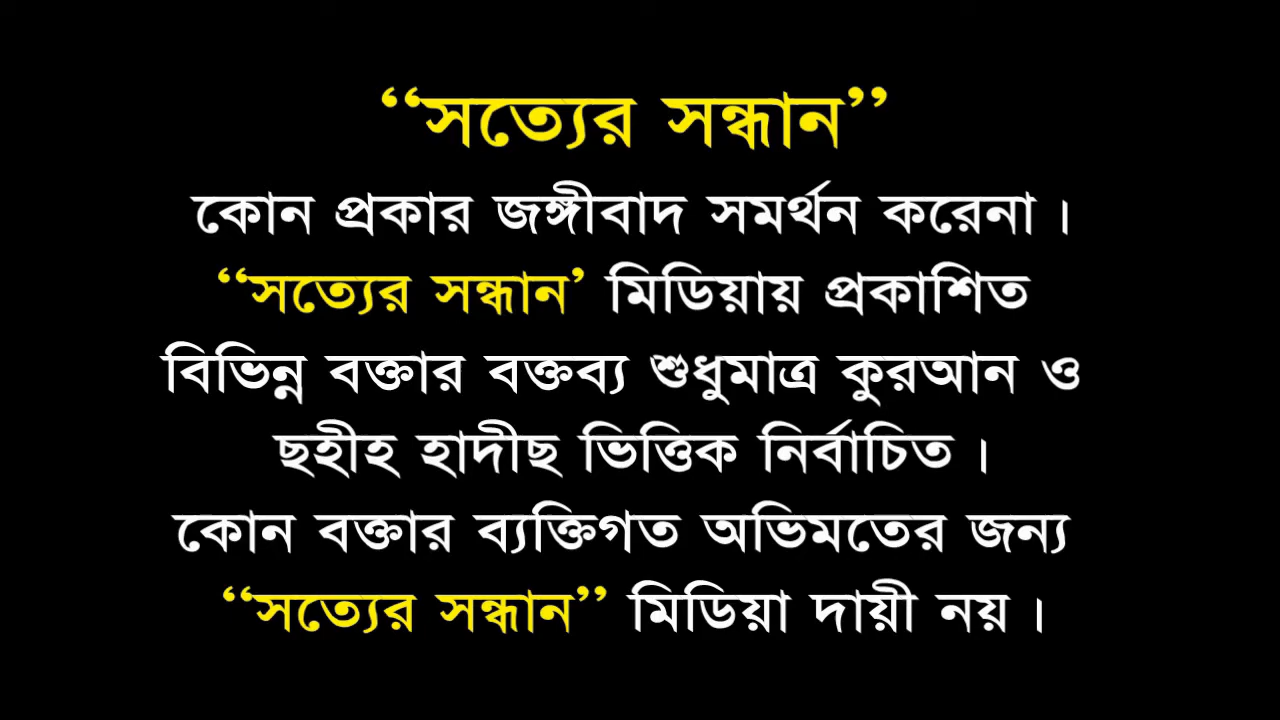 “সত্যের সন্ধান”
কোন প্রকার জঙ্গীবাদ সমর্থন করেনা।
“সত্যের সন্ধান’ মিডিয়ায় প্রকাশিত
বিভিন্ন বক্তার বক্তব্য শুধুমাত্র কুরআন ও
ছহীহ হাদীছ ভিত্তিক নির্বাচিত।
কোন বক্তার ব্যক্তিগত অভিমতের জন্য
“সত্যের সন্ধান” মিডিয়া দায়ী নয়।